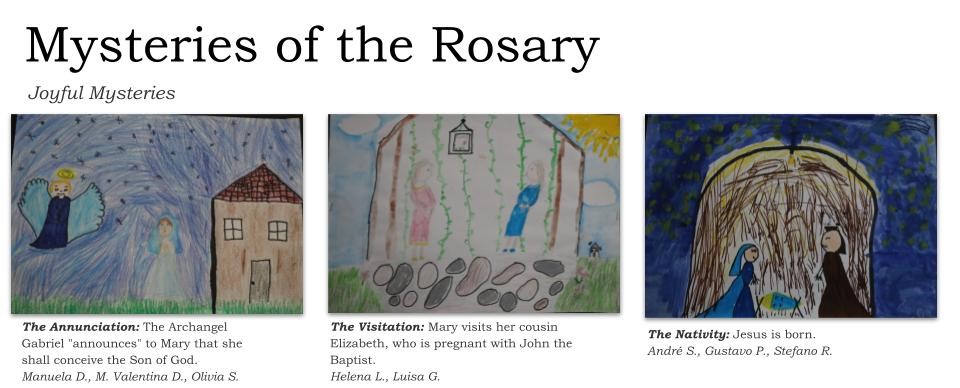 Mysteries of the Rosary
Joyful Mysteries
The Annunciation: The Archangel
Gabriel "announces" to Mary that she
shall conceive the Son of God.
Manuela D., M. Valentina D., Olivia S.
The Visitation: Mary visits her cousin
Elizabeth, who is pregnant with John the
Baptist.
Helena L., Luisa G.
The Nativity: Jesus is born.
André S., Gustavo P., Stefano R.